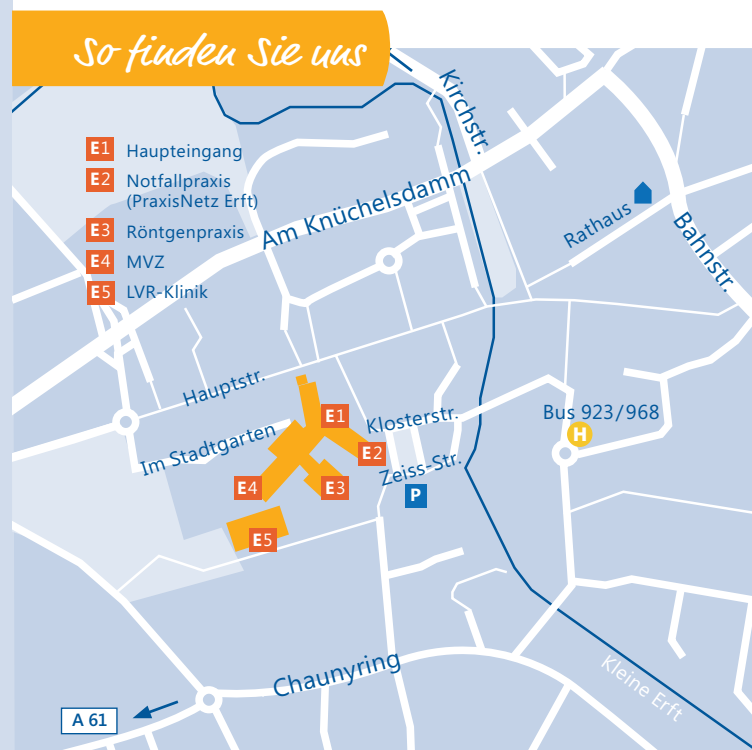 So finden Sie uns
E1 Haupteingang
E2 Notfallpraxis
(PraxisNetz Erft)
E3 Röntgenpraxis
E4 MVZ
E5 LVR-Klinik
Kirchstr.
Am Knüchelsdamm
Rathaus
Bahnstr.
Hauptstr.
E1
Klosterstr.
Bus 923/968
H
Im Stadtgarten
E2
Zeiss-Str.
E4
E3
P
E5
Chaunyring
Kleine Erft
A 61